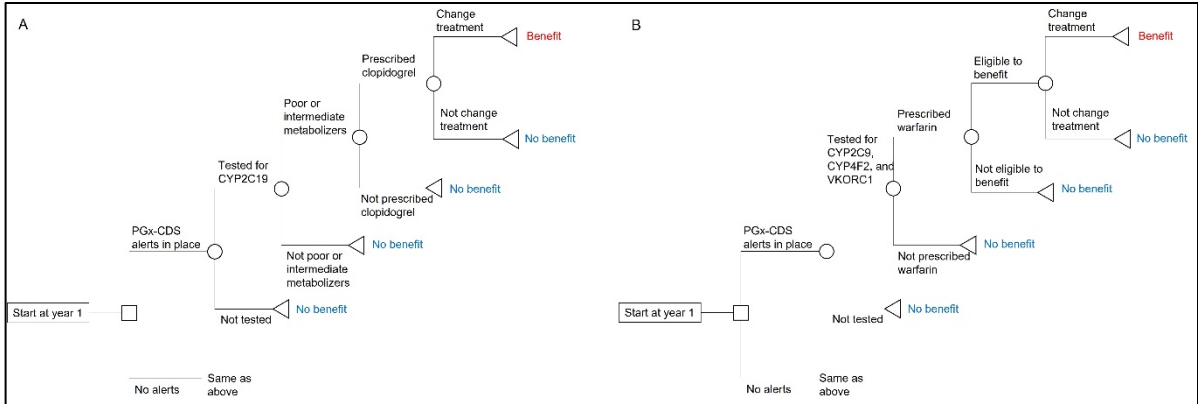 A
Change
treatment
Benefit
Prescribed
clopidogrel
Poor or
intermediate
metabolizers
Not change
treatment
No benefit
Tested for
CYP2C19
Not prescribed
clopidogrel
No benefit
PGx-CDS
alerts in place
Not poor or
intermediate
metabolizers
No benefit
Start at year 1
Not tested
No benefit
No alerts
Same as
above
B
Change
treatment
Benefit
Eligible to
benefit
Prescribed
warfarin
Not change
treatment
No benefit
Tested for
CYP2C9,
CYP4F2, and
VKORC1
Not eligible to
benefit
No benefit
PGx-CDS
alerts in place
Not prescribed
warfarin
No benefit
Start at year 1
Not tested
No benefit
No alerts
Same as
above